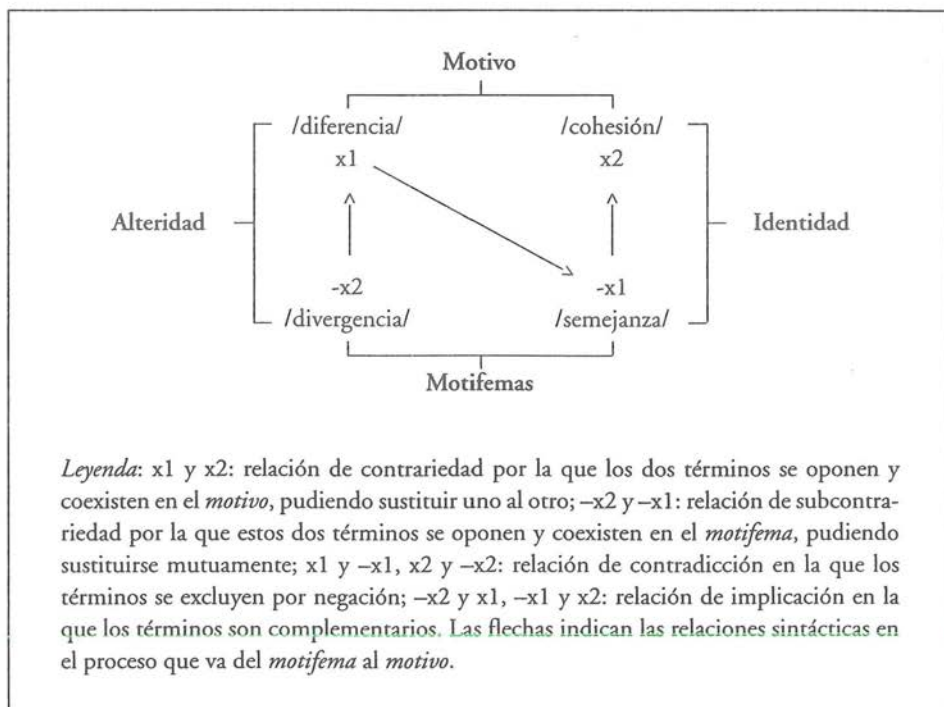 Motivo
/diferencia/ /cohesión/
x1 x2
Alteridad Identidad
-x2 -x1
/divergencia/ /semejanza/
Motifemas
Leyenda: x1 y x2: relación de contrariedad por la que los dos términos se oponen y
coexisten en el motivo, pudiendo sustituir uno al otro; –x2 y –x1: relación de subcontra-
riedad por la que estos dos términos se oponen y coexisten en el motifema, pudiendo
sustituirse mutuamente; x1 y –x1, x2 y –x2: relación de contradicción en la que los
términos se excluyen por negación; –x2 y x1, –x1 y x2: relación de implicación en la
que los términos son complementarios. Las flechas indican las relaciones sintácticas en
el proceso que va del motifema al motivo.